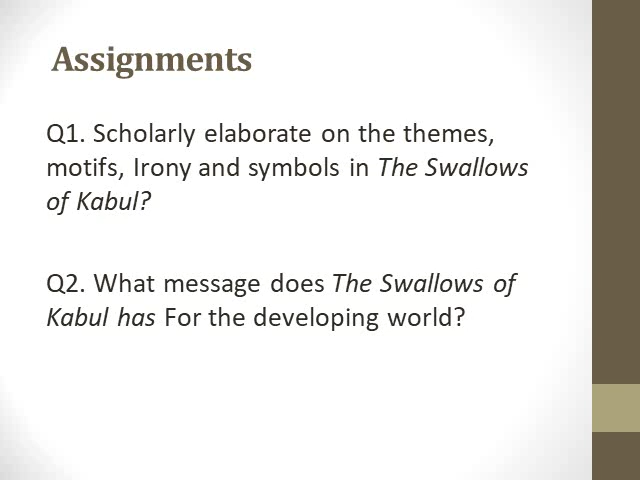 Assignments
Q1. Scholarly elaborate on the themes,
motifs, Irony and symbols in The Swallows
of Kabul?
Q2. What message does The Swallows of
Kabul has For the developing world?